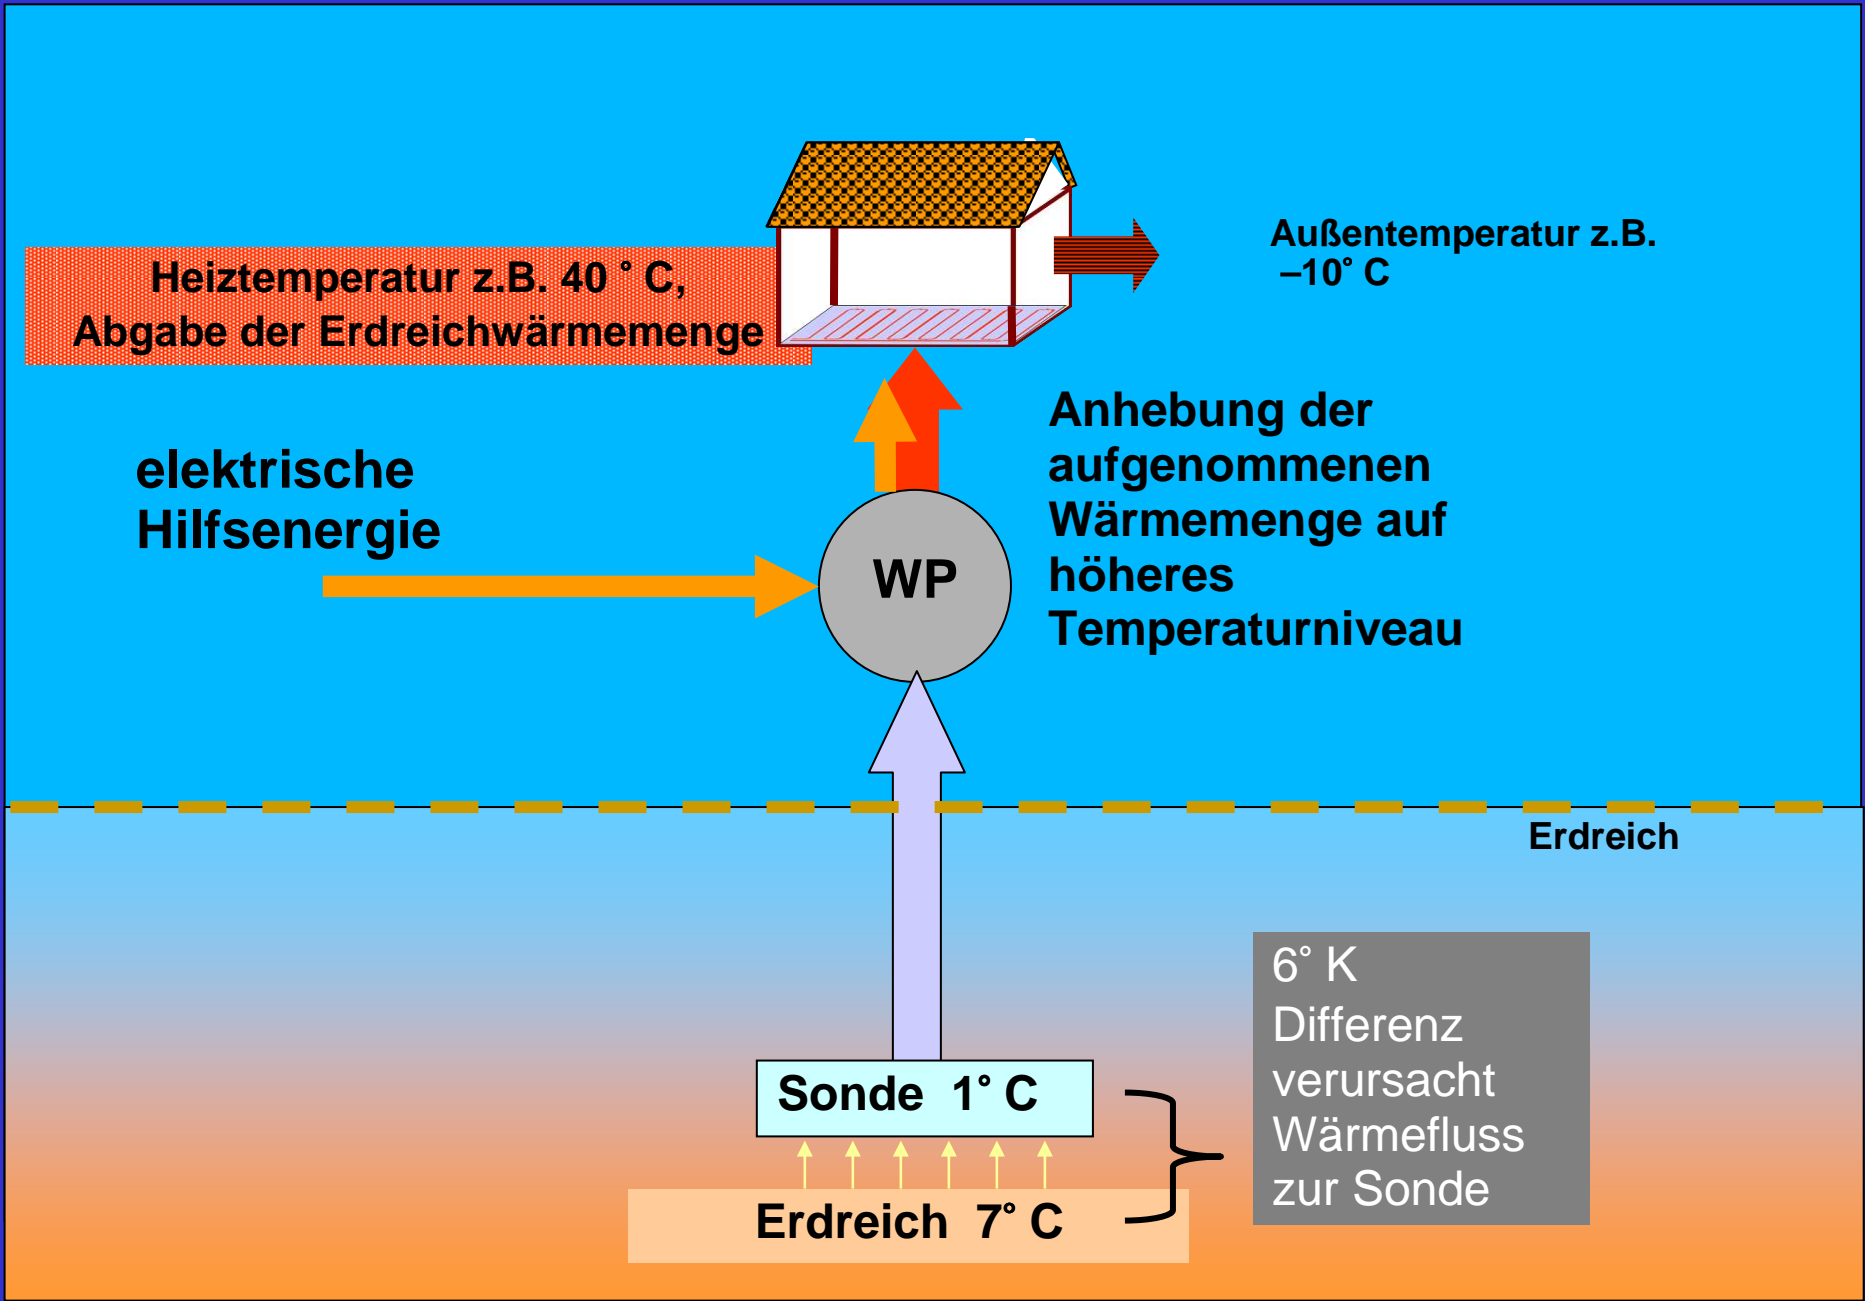 Außentemperatur z.B.
–10° C
Heiztemperatur z.B. 40 ° C,
Abgabe der Erdreichwärmemenge
Anhebung der
aufgenommenen
Wärmemenge auf
höheres
Temperaturniveau
elektrische
Hilfsenergie
WP
Erdreich
6° K
Differenz
verursacht
Wärmefluss
zur Sonde
Sonde 1° C
Erdreich 7° C